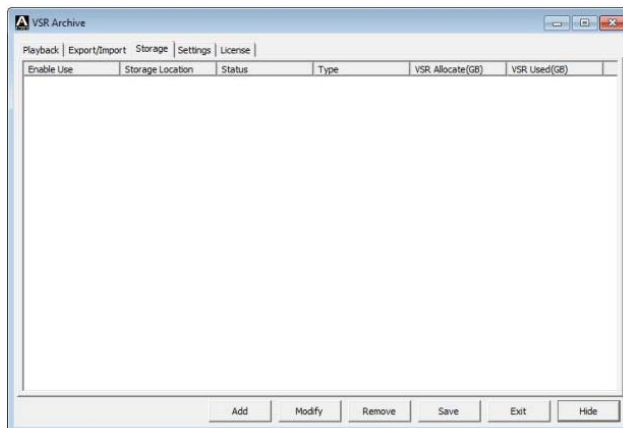 VSR Archive
Playback Export/Import Storage Settings License
Enable Use Storage Location Status Type VSR Allocate(GB) VSR Used(GB)
Add Modify Remove Save Exit Hide